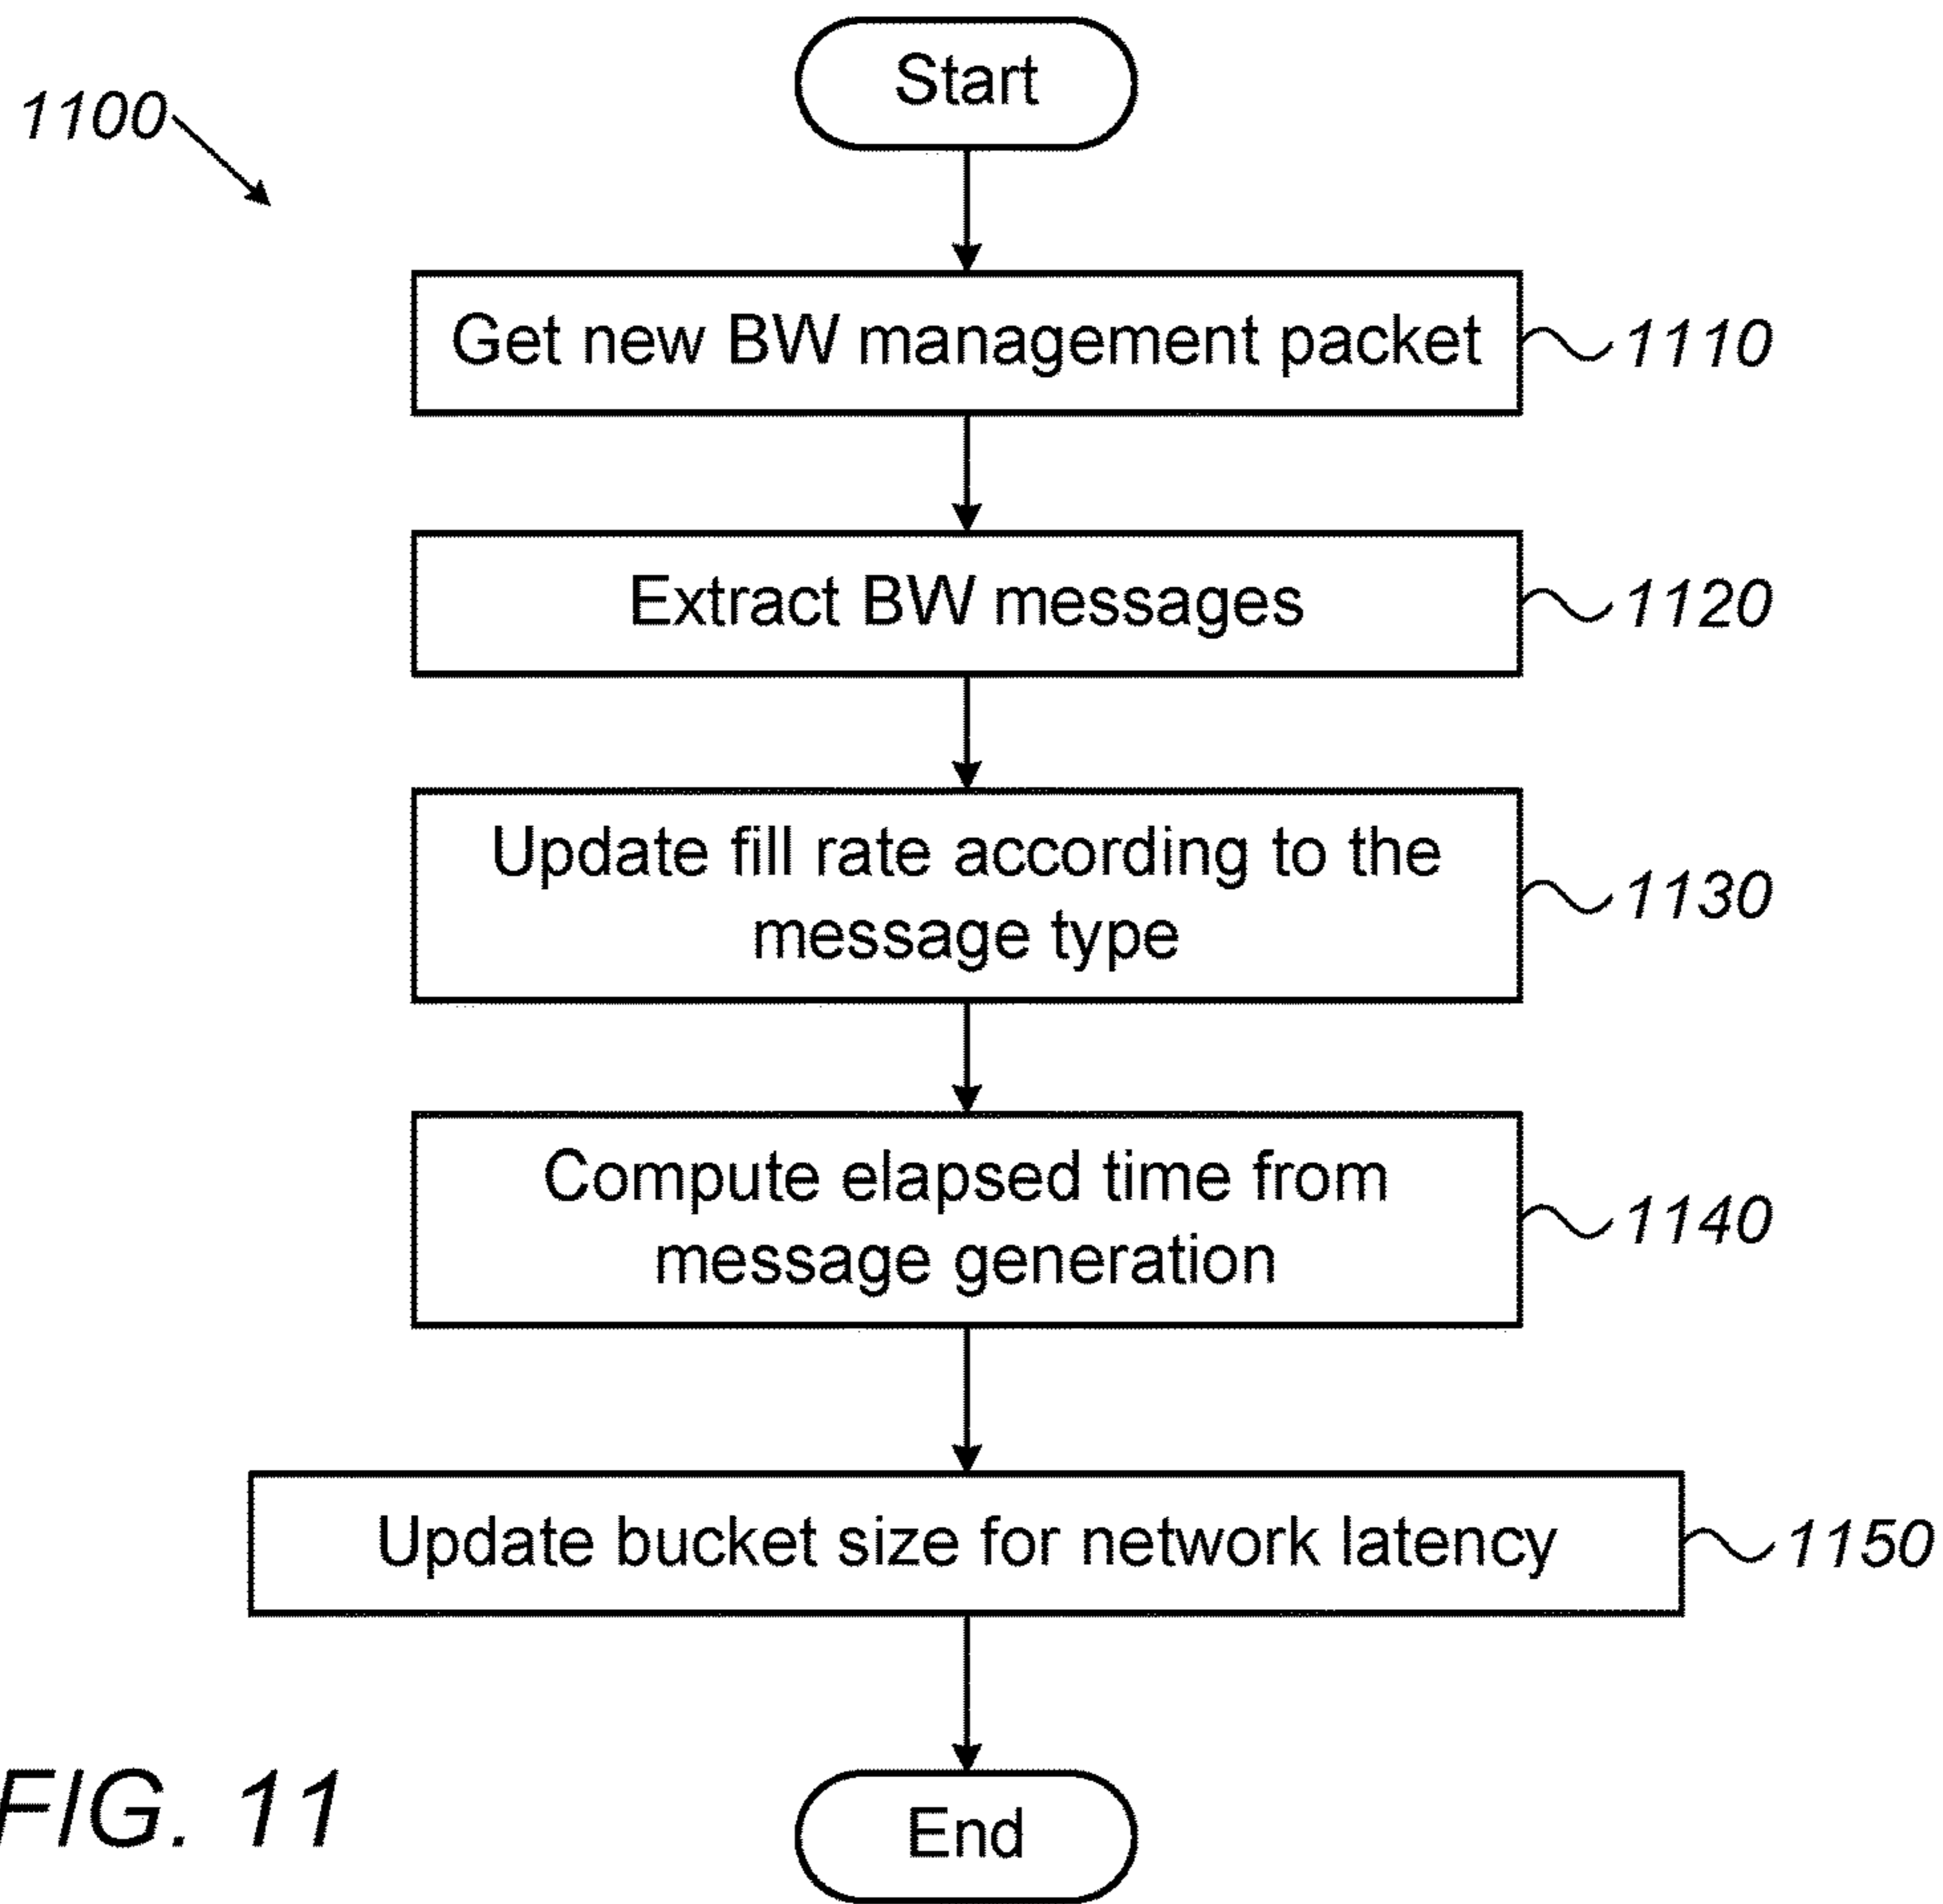 Start
1100
Get new BW management packet
1110
Extract BW messages
1120
Update fill rate according to the
message type
1130
Compute elapsed time from
message generation
1140
Update bucket size for network latency
1150
End
FIG. 11